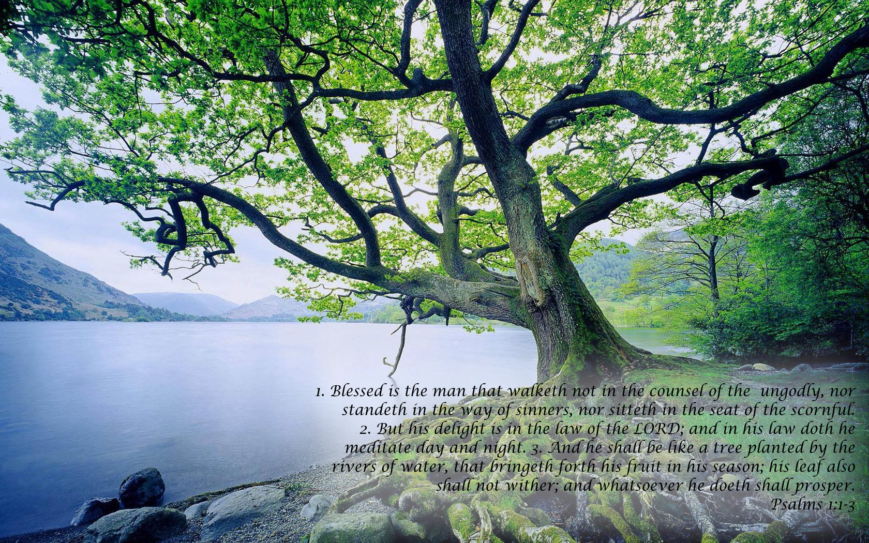 1. Blessed is the man that walketh not in the counsel of the ungodly, nor
standeth in the way of sinners, nor sitteth in the seat of the scornful.
2. But his delight is in the law of the LORD; and in his law doth he
meditate day and night. 3. And he shall be like a tree planted by the
rivers of water, that bringeth forth his fruit in his season; his leaf also
shall not wither; and whatsoever he doeth shall prosper.
Psalms 1:1-3